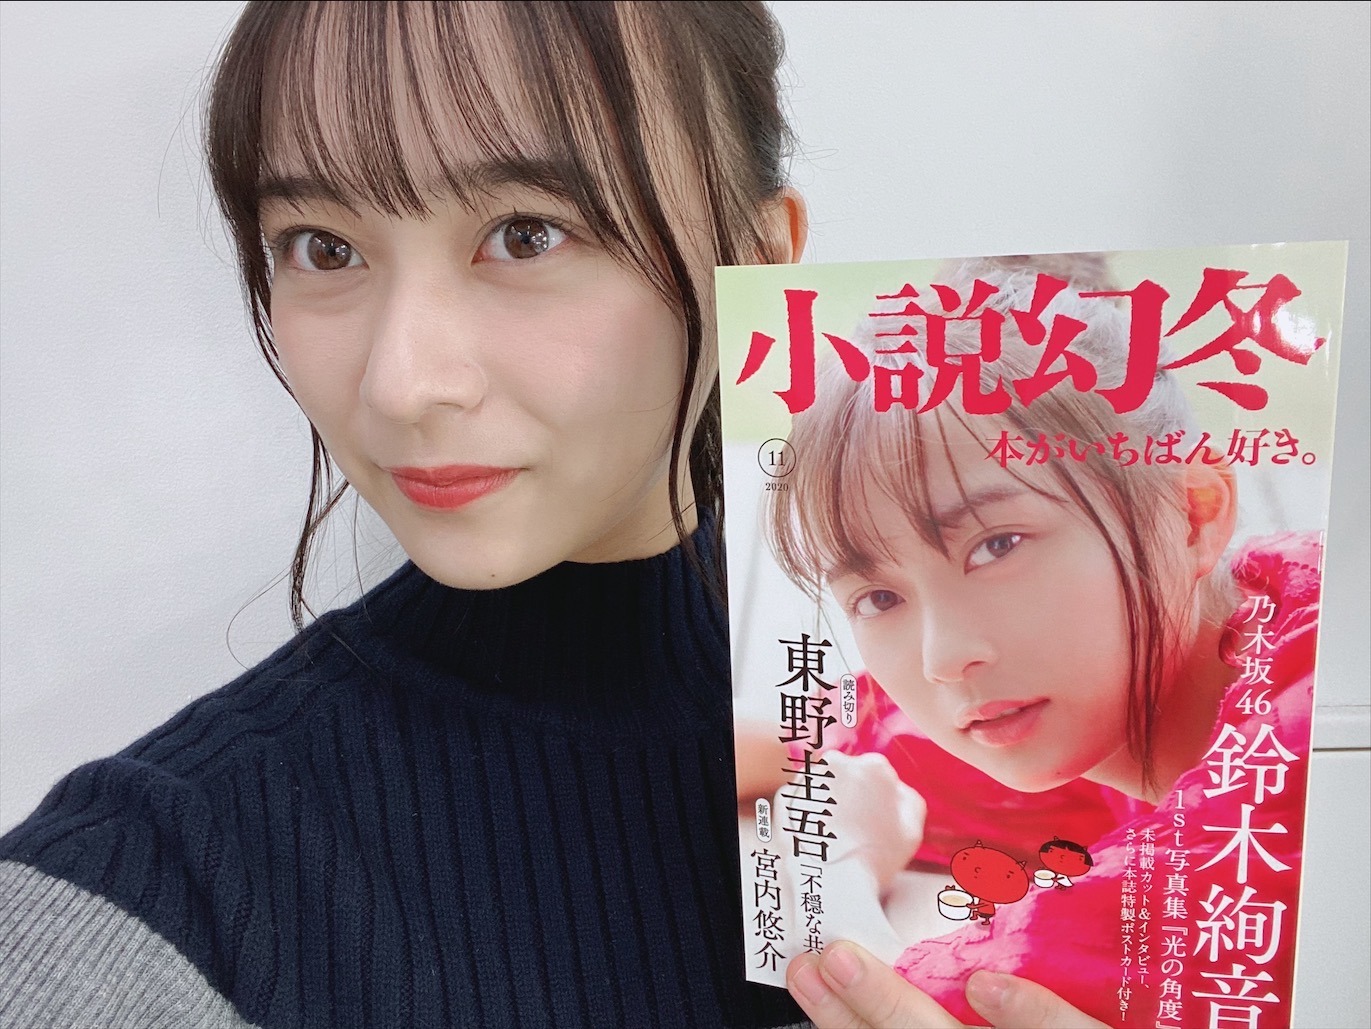 小説幻冬
本がいちばん好き。
11
2020
乃木坂46
鈴木絢音
1st写真集『光の角度』
未掲載カット&インタビュー、
さらに本誌特製ポストカード付き!
読み切り
東野圭吾「不穏な共
新連載
宮内悠介